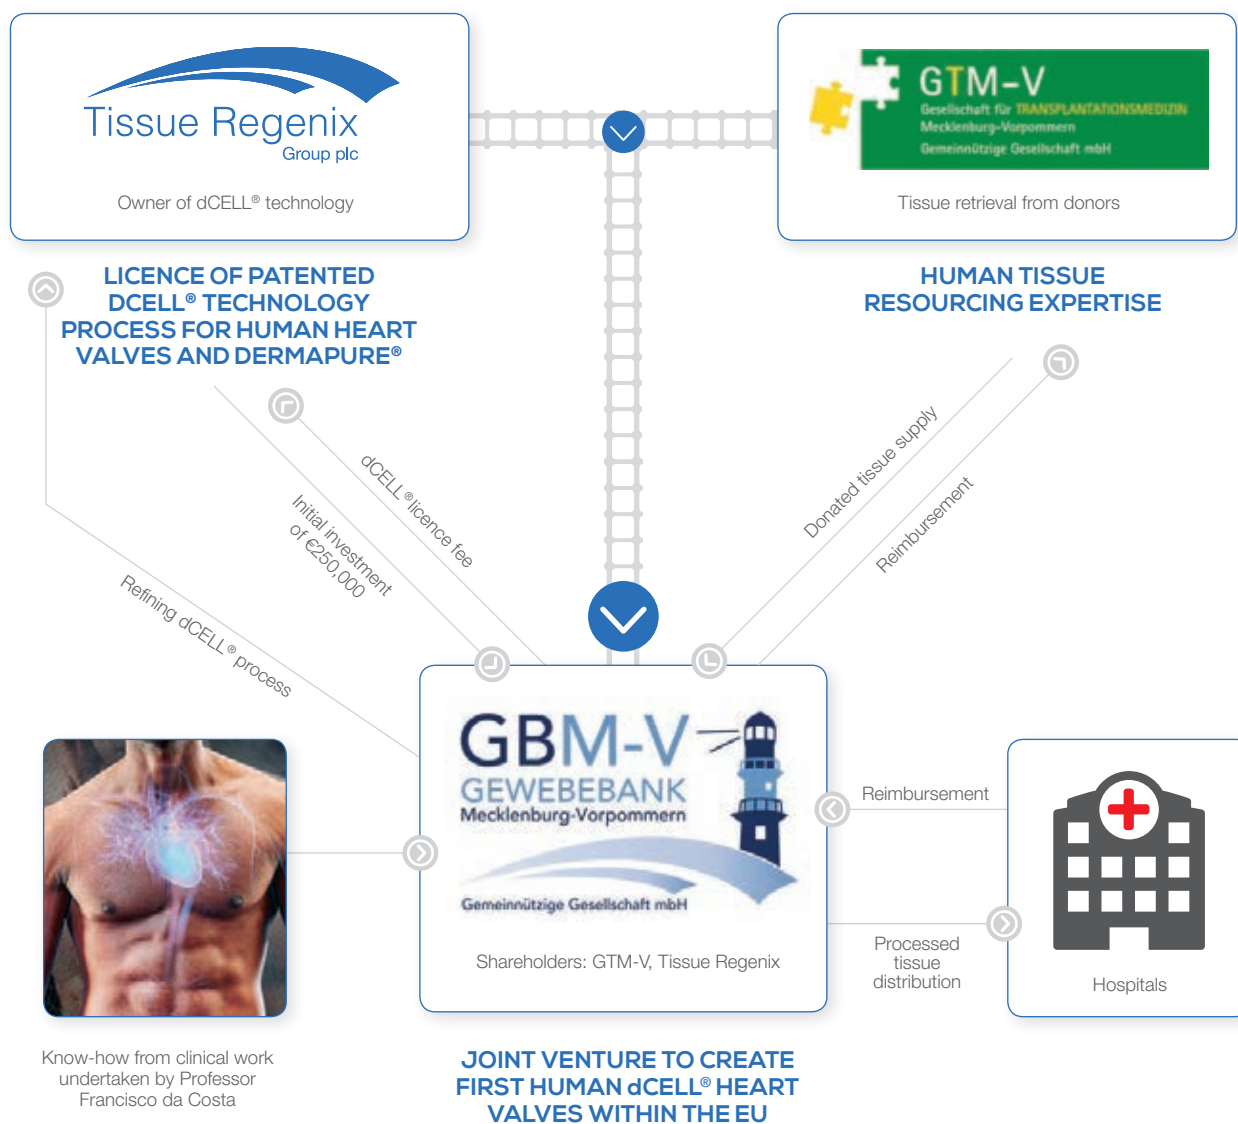 Tissue Regenix
Group plc
Owner of dCELL® technology
GTM-V
Gesellschaft für TRANSPLANTATIONSMEDIZIN
Mecklenburg-Vorpommern
Gemeinnützige Gesellschaft mbH
Tissue retrieval from donors
LICENCE OF PATENTED
DCELL® TECHNOLOGY
PROCESS FOR HUMAN HEART
VALVES AND DERMAPURE®
HUMAN TISSUE
RESOURCING EXPERTISE
dCELL® licence fee
Initial investment
of €250,000
Refining dCELL® process
Donated tissue supply
Reimbursement
GBM-V
GEWEBEBANK
Mecklenburg-Vorpommern
Gemeinnützige Gesellschaft mbH
Shareholders: GTM-V, Tissue Regenix
Reimbursement
Processed
tissue
distribution
Hospitals
Know-how from clinical work
undertaken by Professor
Francisco da Costa
JOINT VENTURE TO CREATE
FIRST HUMAN dCELL® HEART
VALVES WITHIN THE EU